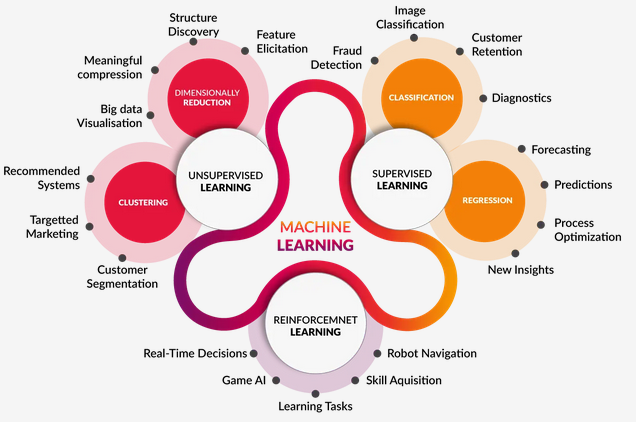 Structure
Discovery
Feature
Elicitation
Meaningful
compression
Big data
Visualisation
DIMENSIONALLY
REDUCTION
UNSUPERVISED
LEARNING
CLUSTERING
Recommended
Systems
Targetted
Marketing
Customer
Segmentation
Image
Classification
Fraud
Detection
Customer
Retention
Diagnostics
CLASSIFICATION
SUPERVISED
LEARNING
REGRESSION
Forecasting
Predictions
Process
Optimization
New Insights
MACHINE
LEARNING
REINFORCEMNET
LEARNING
Real-Time Decisions
Game AI
Learning Tasks
Skill Aquisition
Robot Navigation